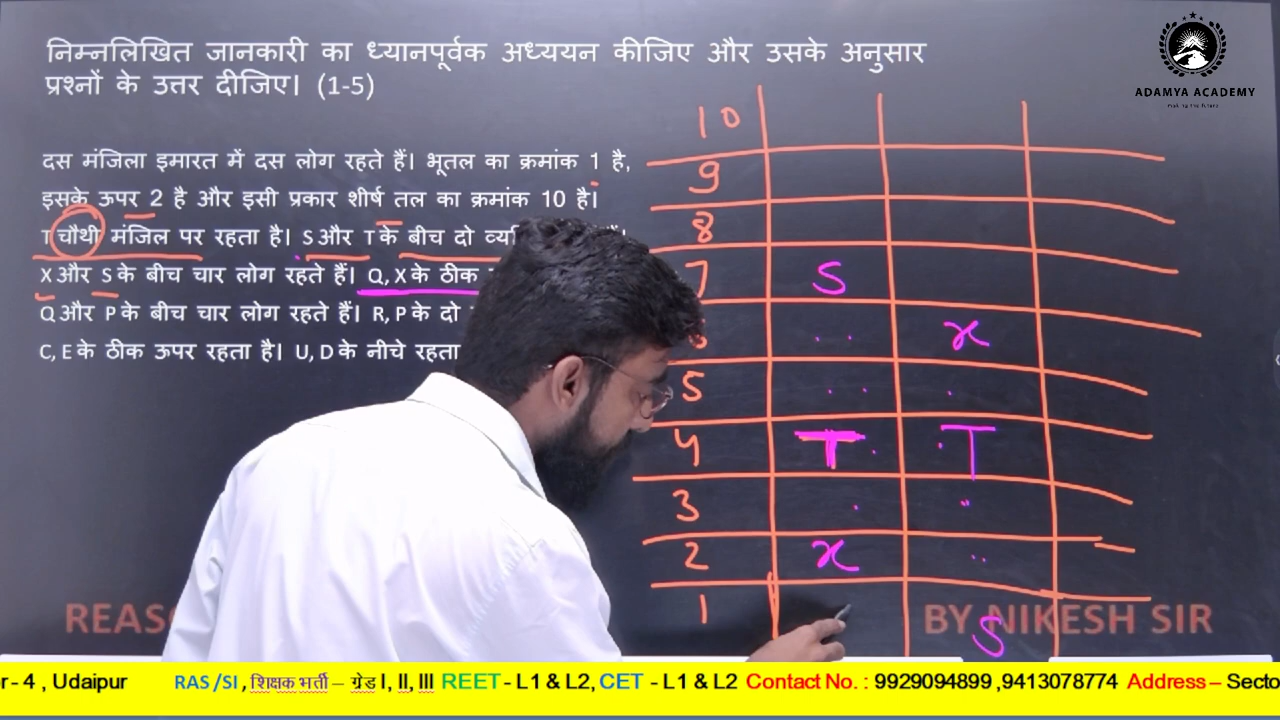 निम्नलिखित जानकारी का ध्यानपूर्वक अध्ययन कीजिए और उसके अनुसार
प्रश्नों के उत्तर दीजिए। (1-5)
ADAMYA ACADEMY
दस मंजिला इमारत में दस लोग रहते हैं। भूतल का क्रमांक 1 है,
इसके ऊपर 2 है और इसी प्रकार शीर्ष तल का क्रमांक 10 है।
T चौथी मंजिल पर रहता है। S और T के बीच दो
X और S के बीच चार लोग रहते हैं। Q, X के ठीक
Q और P के बीच चार लोग रहते हैं। R, P के दो
C, E के ठीक ऊपर रहता है। U, D के नीचे रहता
10
9
8
7 S
x
5
4 T T
3
2 x
1 S
BY NIKESH SIR
- 4 , Udaipur RAS /SI , शिक्षक भर्ती – ग्रेड I, II, III REET - L1 & L2, CET - L1 & L2 Contact No. : 9929094899 ,9413078774 Address –